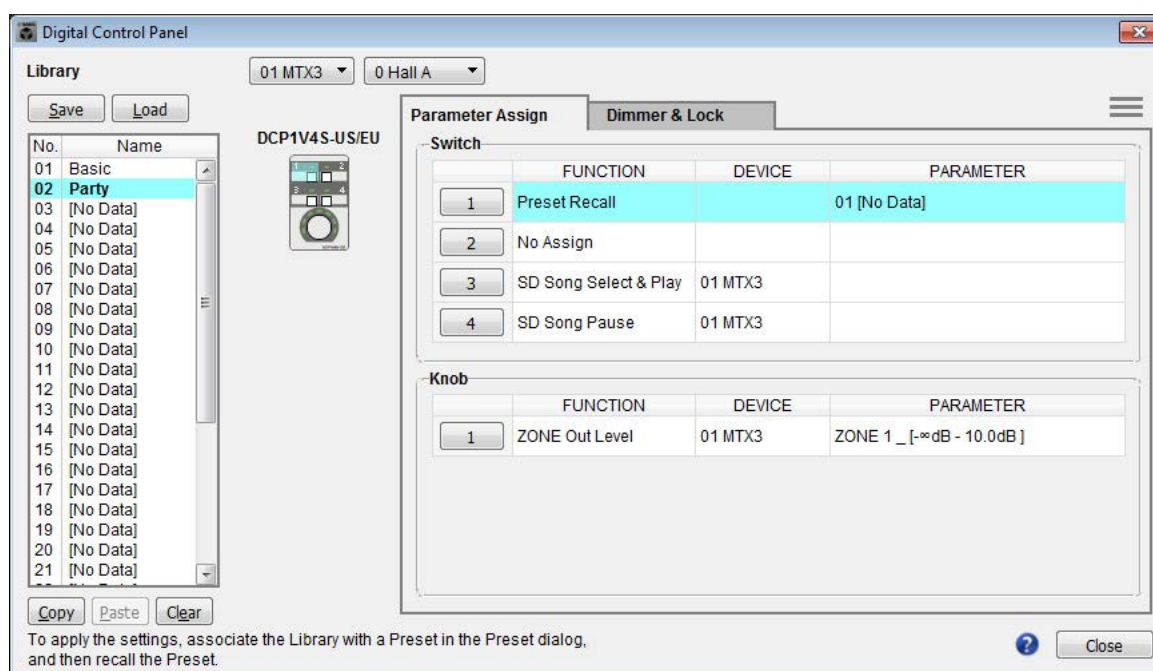 Digital Control Panel
Library
01 MTX3
0 Hall A
Save Load
No. Name
01 Basic
02 Party
03 [No Data]
04 [No Data]
05 [No Data]
06 [No Data]
07 [No Data]
08 [No Data]
09 [No Data]
10 [No Data]
11 [No Data]
12 [No Data]
13 [No Data]
14 [No Data]
15 [No Data]
16 [No Data]
17 [No Data]
18 [No Data]
19 [No Data]
20 [No Data]
21 [No Data]
Copy Paste Clear
DCP1V4S-US/EU
1 2
3 4
Parameter Assign Dimmer & Lock
Switch
FUNCTION DEVICE PARAMETER
1 Preset Recall 01 [No Data]
2 No Assign
3 SD Song Select & Play 01 MTX3
4 SD Song Pause 01 MTX3
Knob
FUNCTION DEVICE PARAMETER
1 ZONE Out Level 01 MTX3 ZONE 1 _ [-∞dB - 10.0dB ]
To apply the settings, associate the Library with a Preset in the Preset dialog,
and then recall the Preset.
? Close